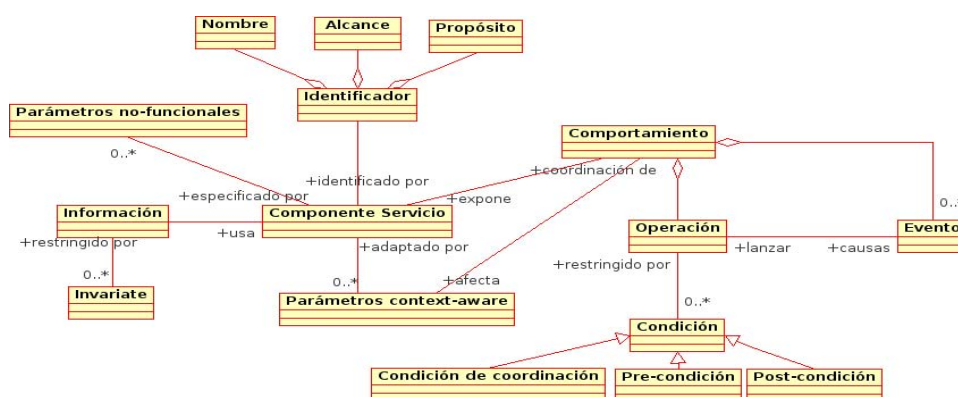 Nombre
Alcance
Propósito
Identificador
Parámetros no-funcionales
Comportamiento
0..*
+identificado por
+coordinación de
+especificado por
+expone
Información
Componente Servicio
Operación
Evento
0..*
+restringido por
+usa
+adaptado por
+lanzar
+causas
+restringido por
0..*
0..*
+afecta
Invariate
Parámetros context-aware
0..*
Condición
Condición de coordinación
Pre-condición
Post-condición